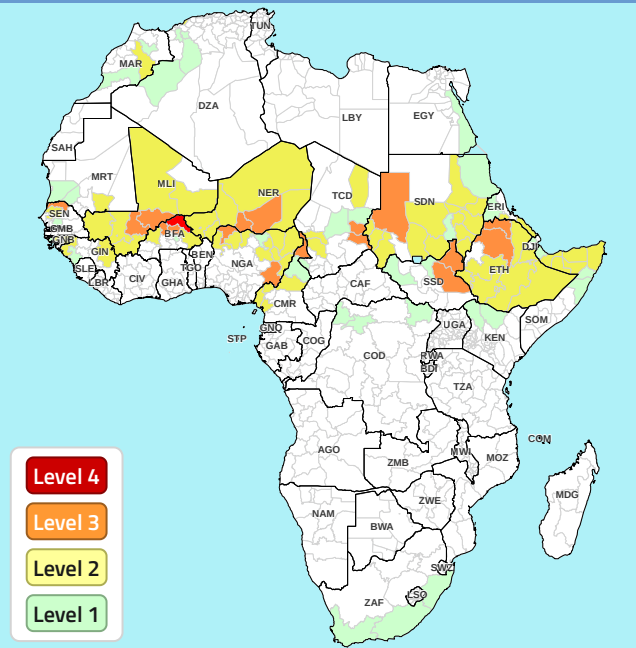 TUN
MAR
DZA
LBY
EGY
SAH
MRT
MLI
NER
TCD
SDN
ERI
SEN
GMB
GNB
GIN
BFA
BEN
NGA
DJI
ETH
SLE
LBR
CIV
GHA
TGO
CMR
CAF
SSD
SOM
STP
GNQ
GAB
COG
COD
UGA
KEN
RWA
BDI
TZA
AGO
ZMB
MWI
MOZ
COM
MDG
NAM
BWA
ZWE
SWZ
LSO
ZAF
Level 4
Level 3
Level 2
Level 1